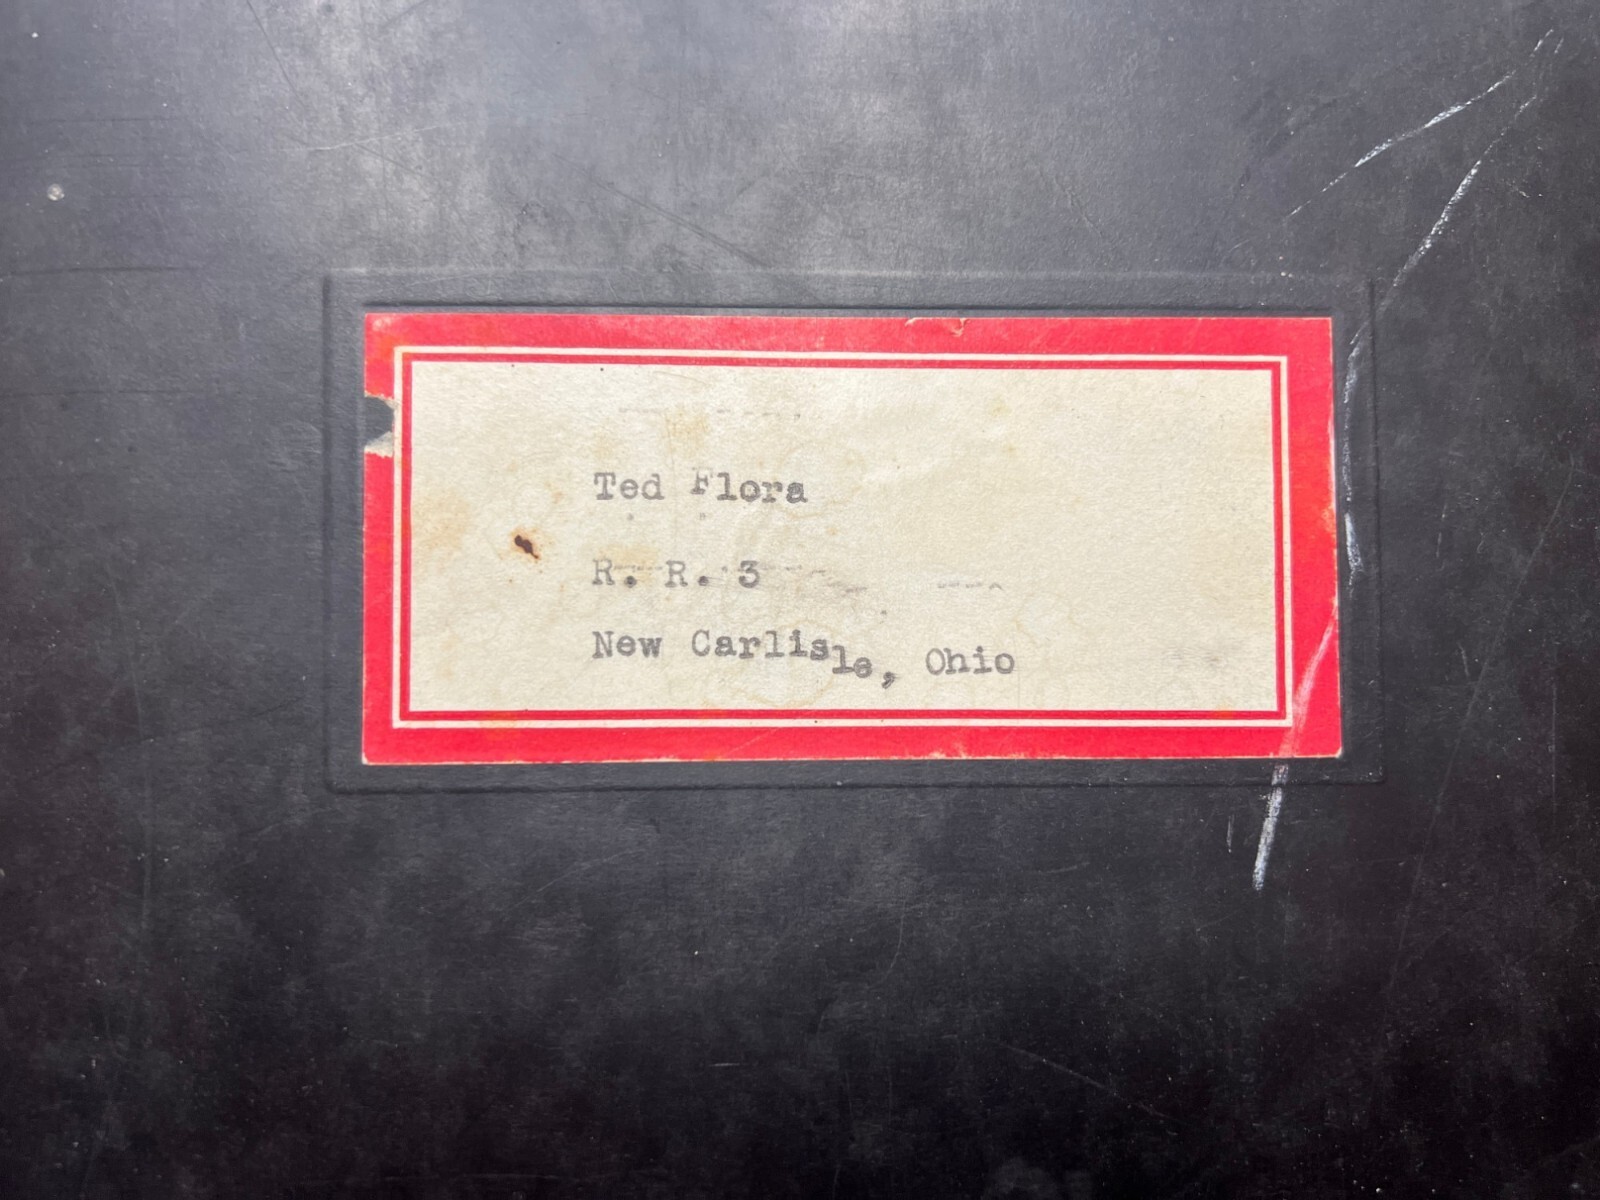 Ted Flora
R. R. 3
New Carlisle, Ohio